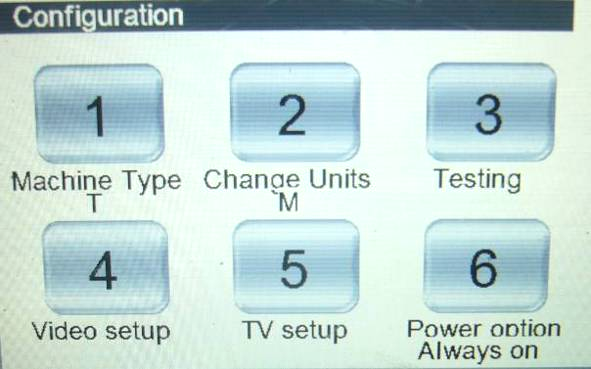 Configuration
1 2 3
Machine Type Change Units Testing
T M
4 5 6
Video setup TV setup Power option
Always on